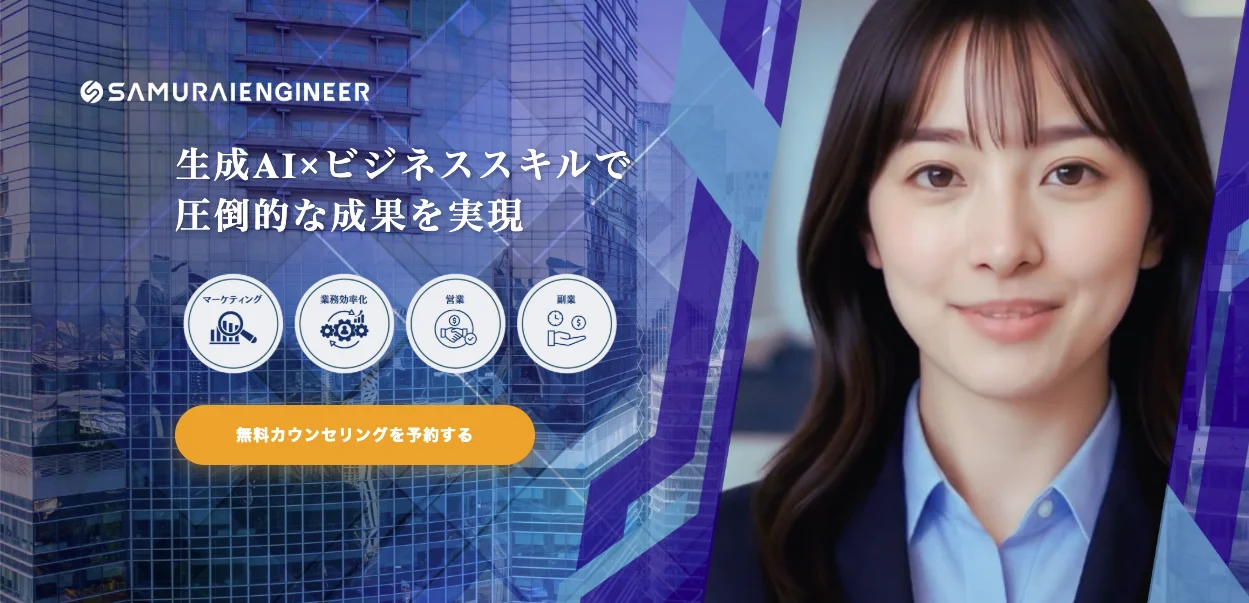 SAMURAIENGINEER
生成AI×ビジネススキルで
圧倒的な成果を実現
マーケティング
業務効率化
営業
副業
無料カウンセリングを予約する